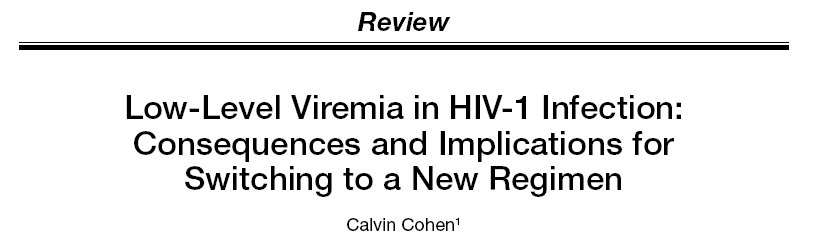 Review
Low-Level Viremia in HIV-1 Infection:
Consequences and Implications for
Switching to a New Regimen
Calvin Cohen¹